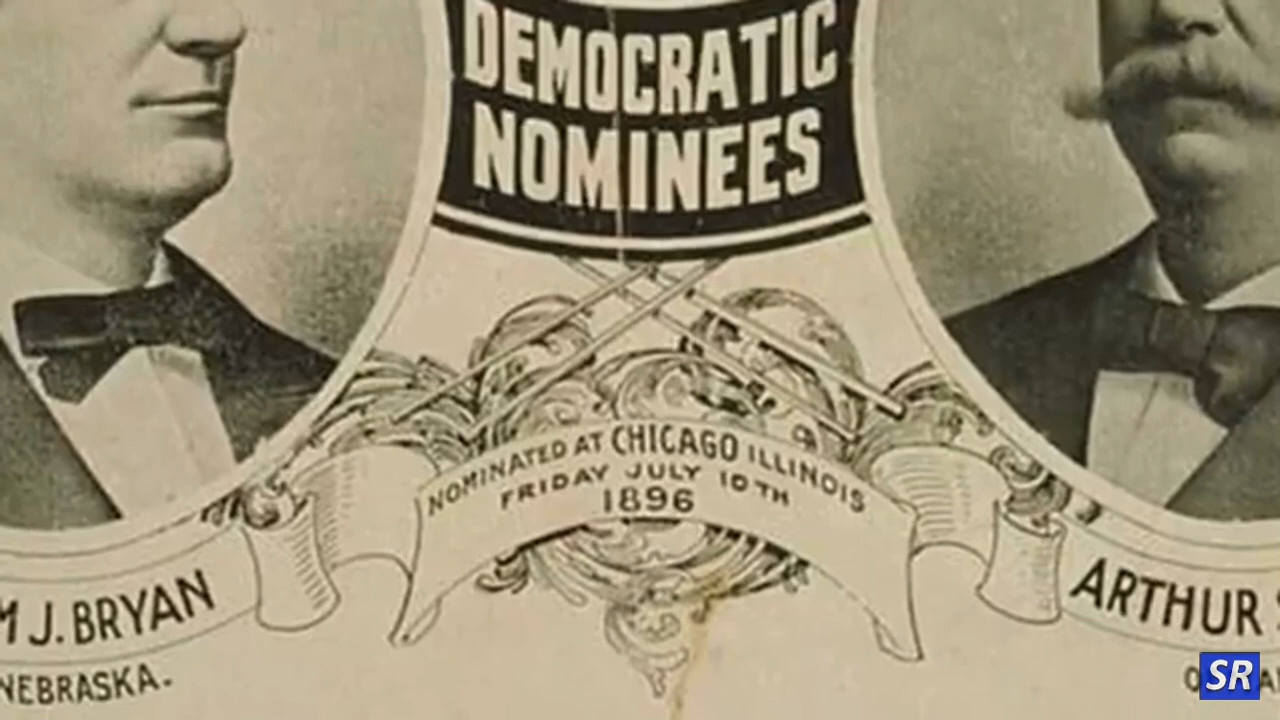 DEMOCRATIC
NOMINEES
NOMINATED AT CHICAGO ILLINOIS
FRIDAY JULY 10TH
1896
M J. BRYAN
NEBRASKA.
ARTHUR
SR